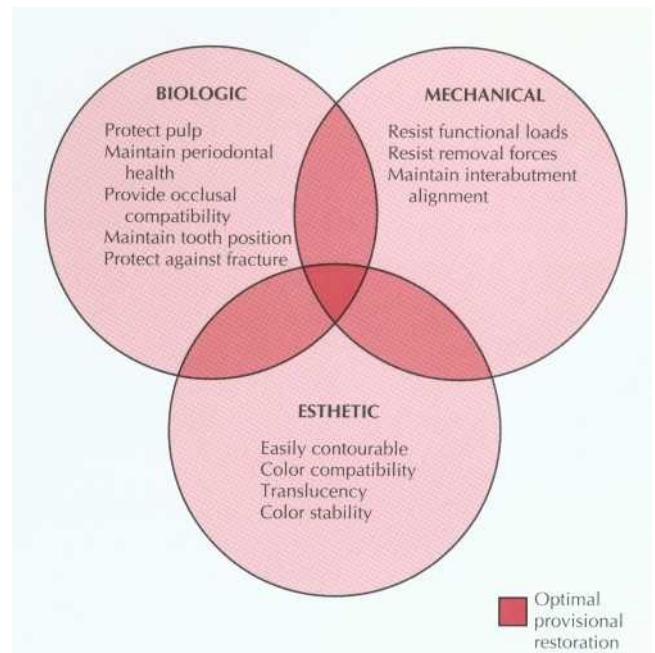 BIOLOGIC
Protect pulp
Maintain periodontal
health
Provide occlusal
compatibility
Maintain tooth position
Protect against fracture
MECHANICAL
Resist functional loads
Resist removal forces
Maintain interabutment
alignment
ESTHETIC
Easily contourable
Color compatibility
Translucency
Color stability
Optimal
provisional
restoration